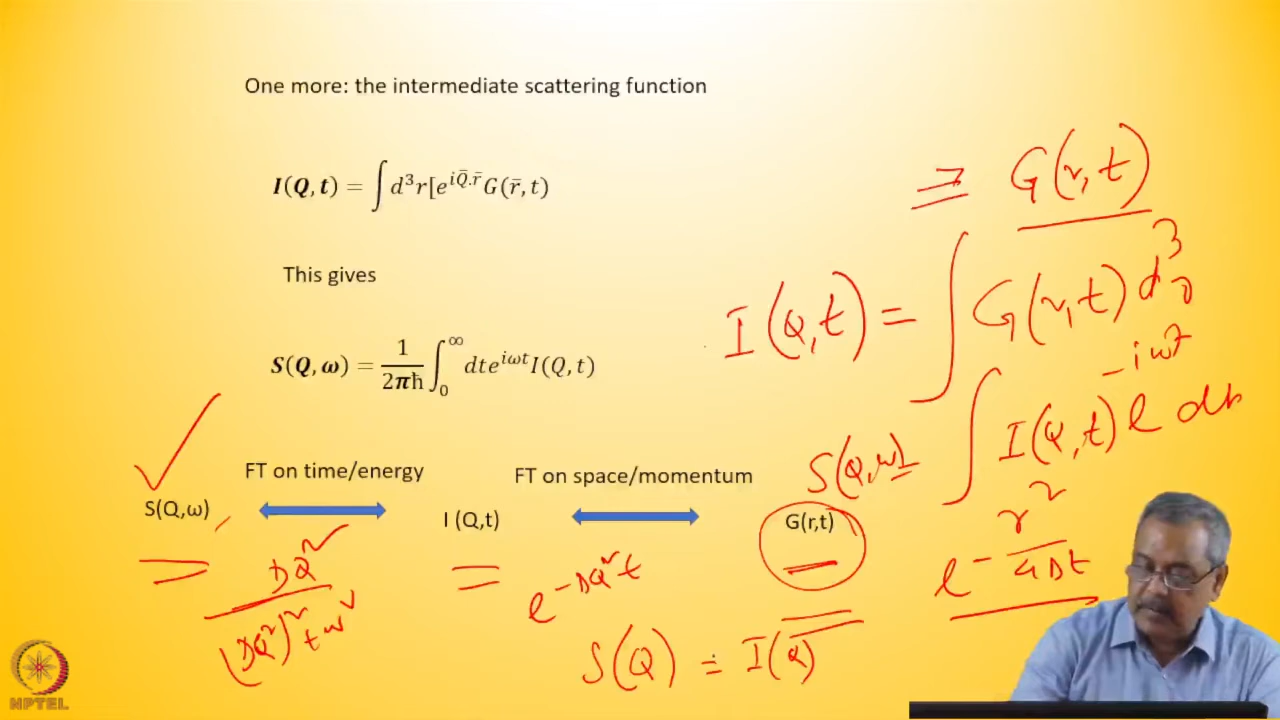 One more: the intermediate scattering function
⇒ G(r,t)
I(Q,t) = ∫ d³r[e^{iQ̄.r̄} G(r̄,t)
This gives
I(Q,t) = ∫ G(r,t) d³r
S(Q,ω) = 1/2πħ ∫₀^∞ dt e^{iωt} I(Q,t)
S(Q,ω) ∫ I(Q,t) e^{-iωt} dt
FT on time/energy FT on space/momentum
S(Q,ω) I (Q,t) G(r,t)
= DQ²/(DQ²)²+ω² = e^{-DQ²t} e^{-r²/4Dt}
S(Q) = I(Q)
NPTEL